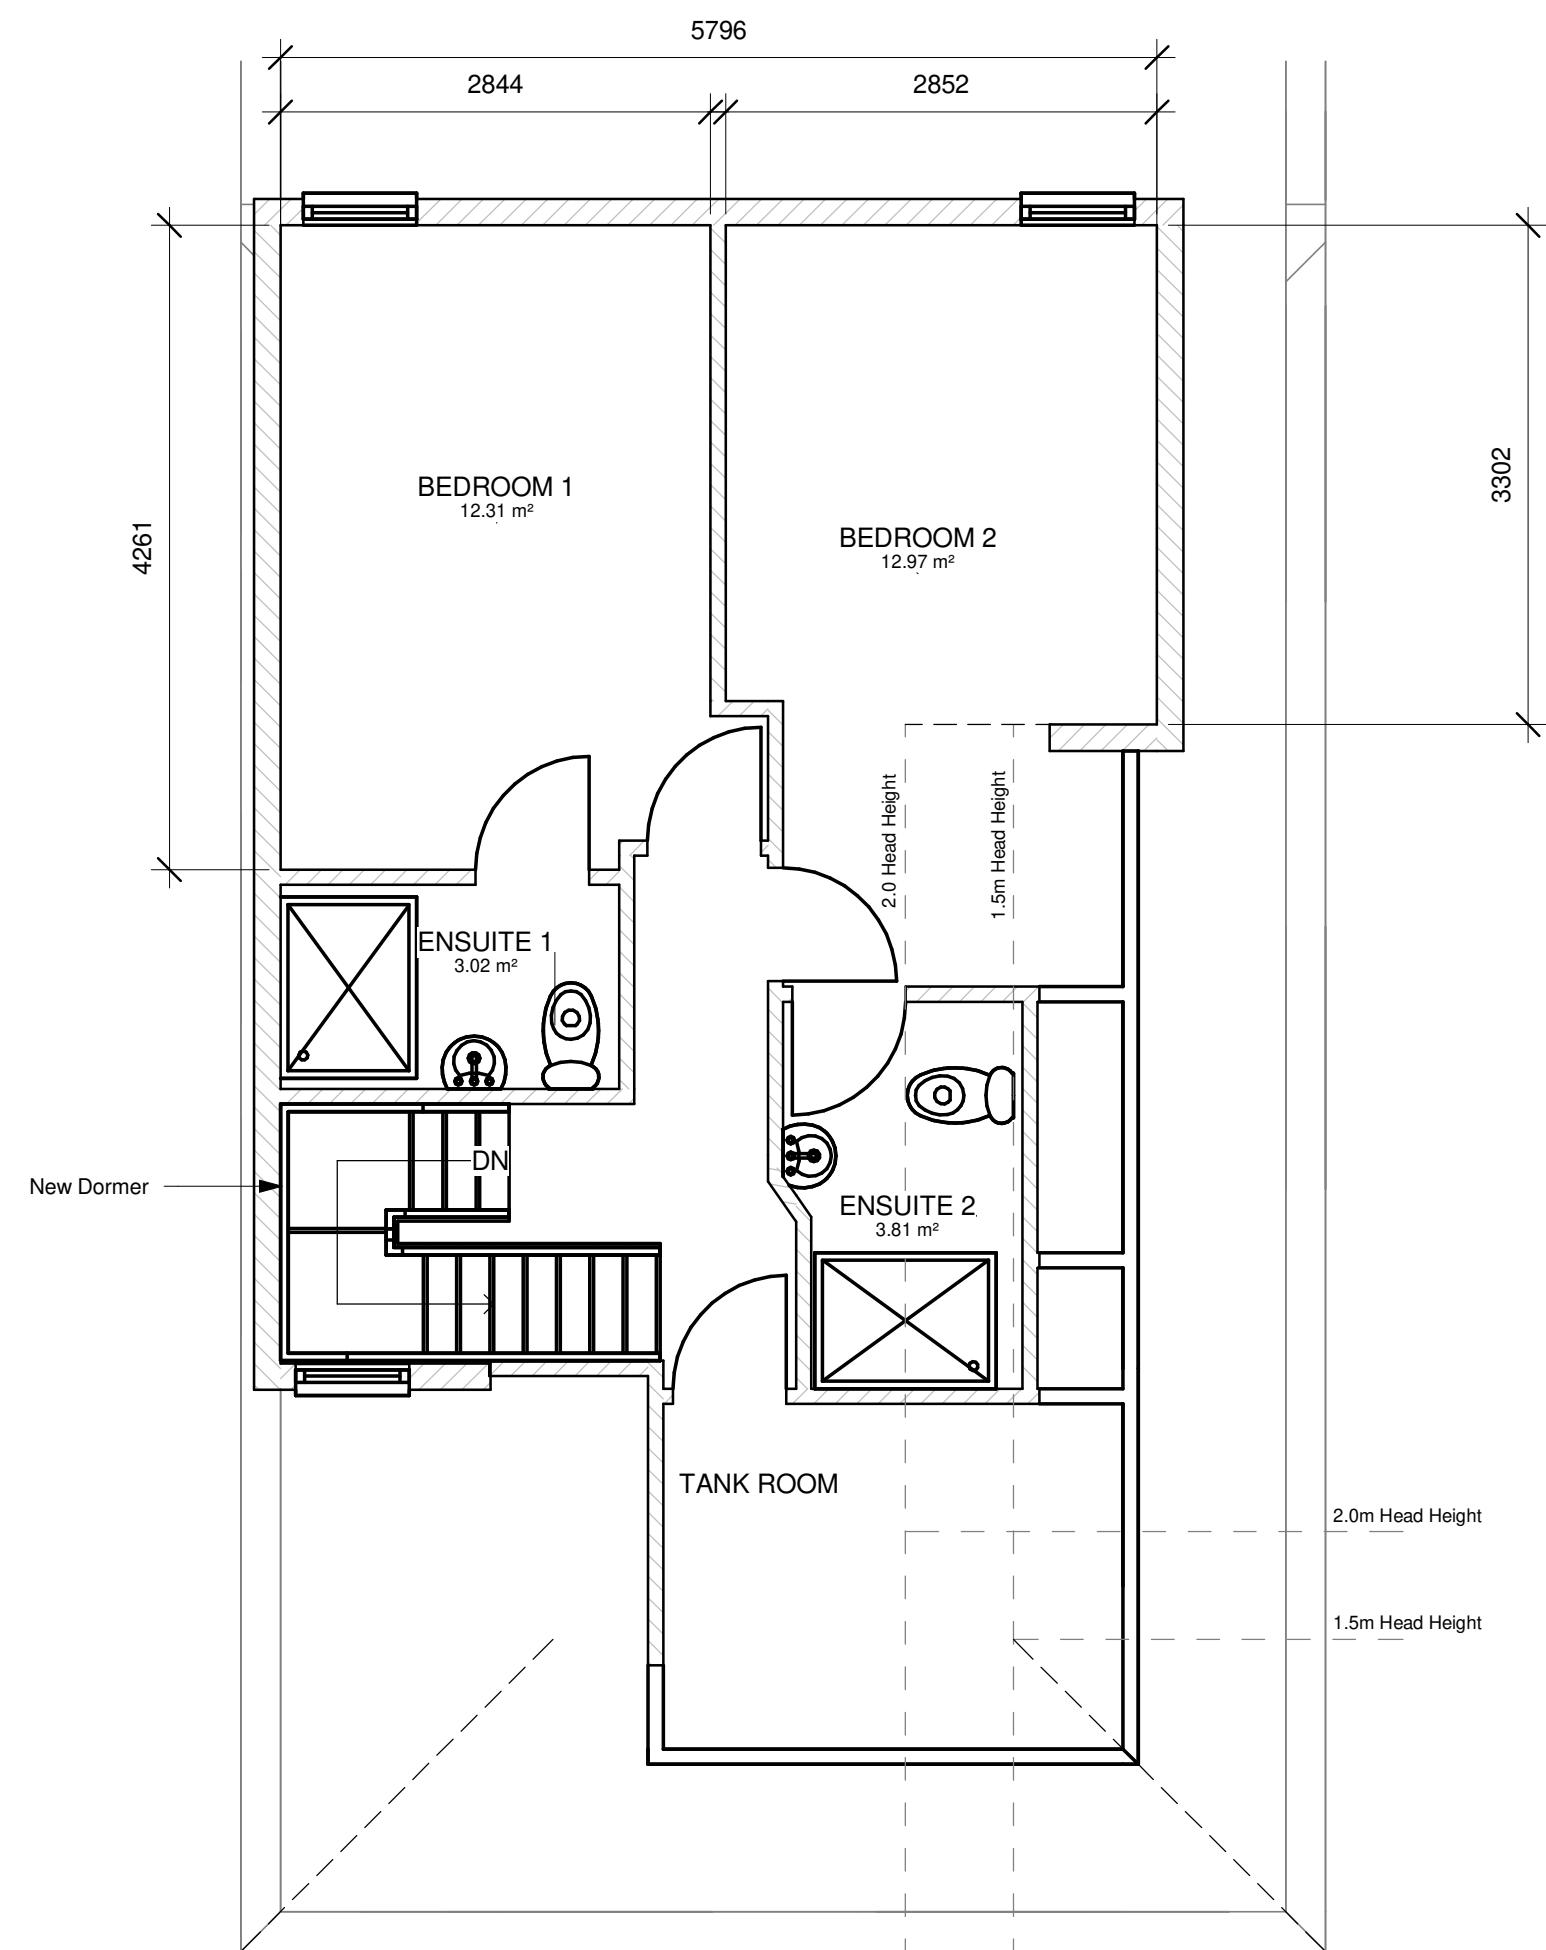 5796
2844
2852
BEDROOM 1
12.31 m²
4261
3302
BEDROOM 2
12.97 m²
2.0 Head Height
1.5m Head Height
ENSUITE 1
3.02 m²
DN
New Dormer
ENSUITE 2
3.81 m²
TANK ROOM
2.0m Head Height
1.5m Head Height